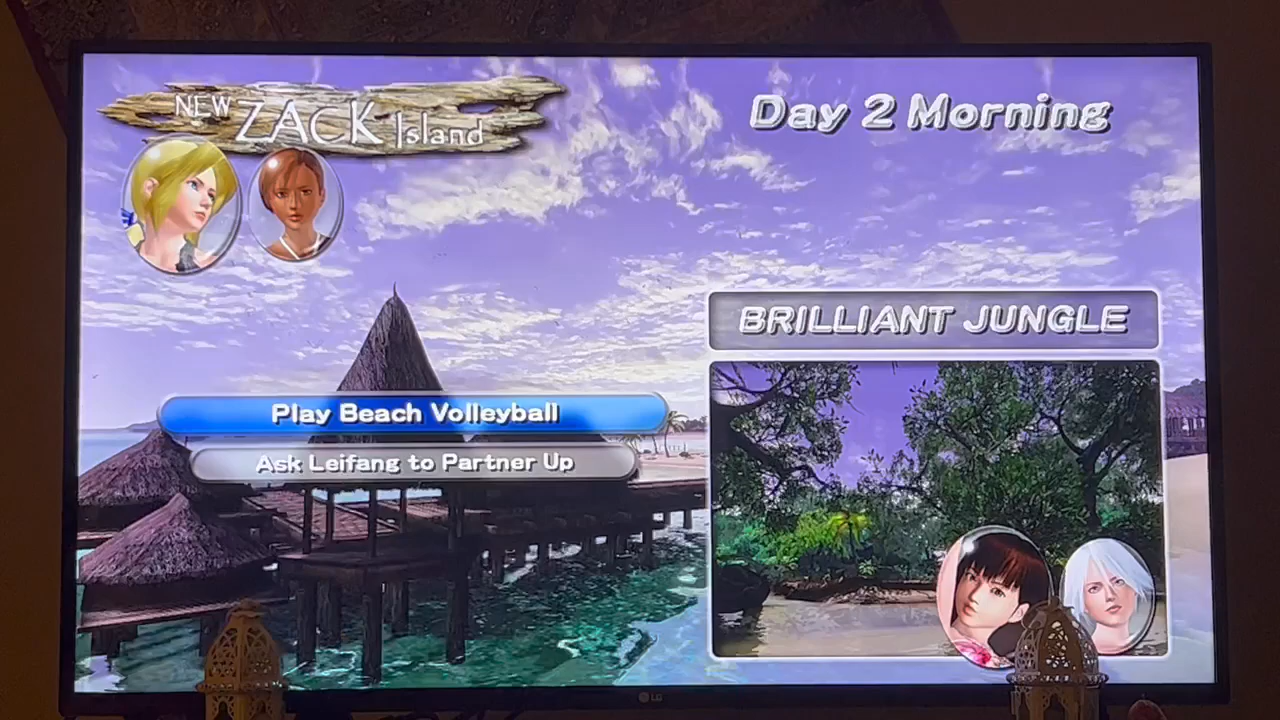 NEW ZACK Island
Day 2 Morning
BRILLIANT JUNGLE
Play Beach Volleyball
Ask Leifang to Partner Up
LG